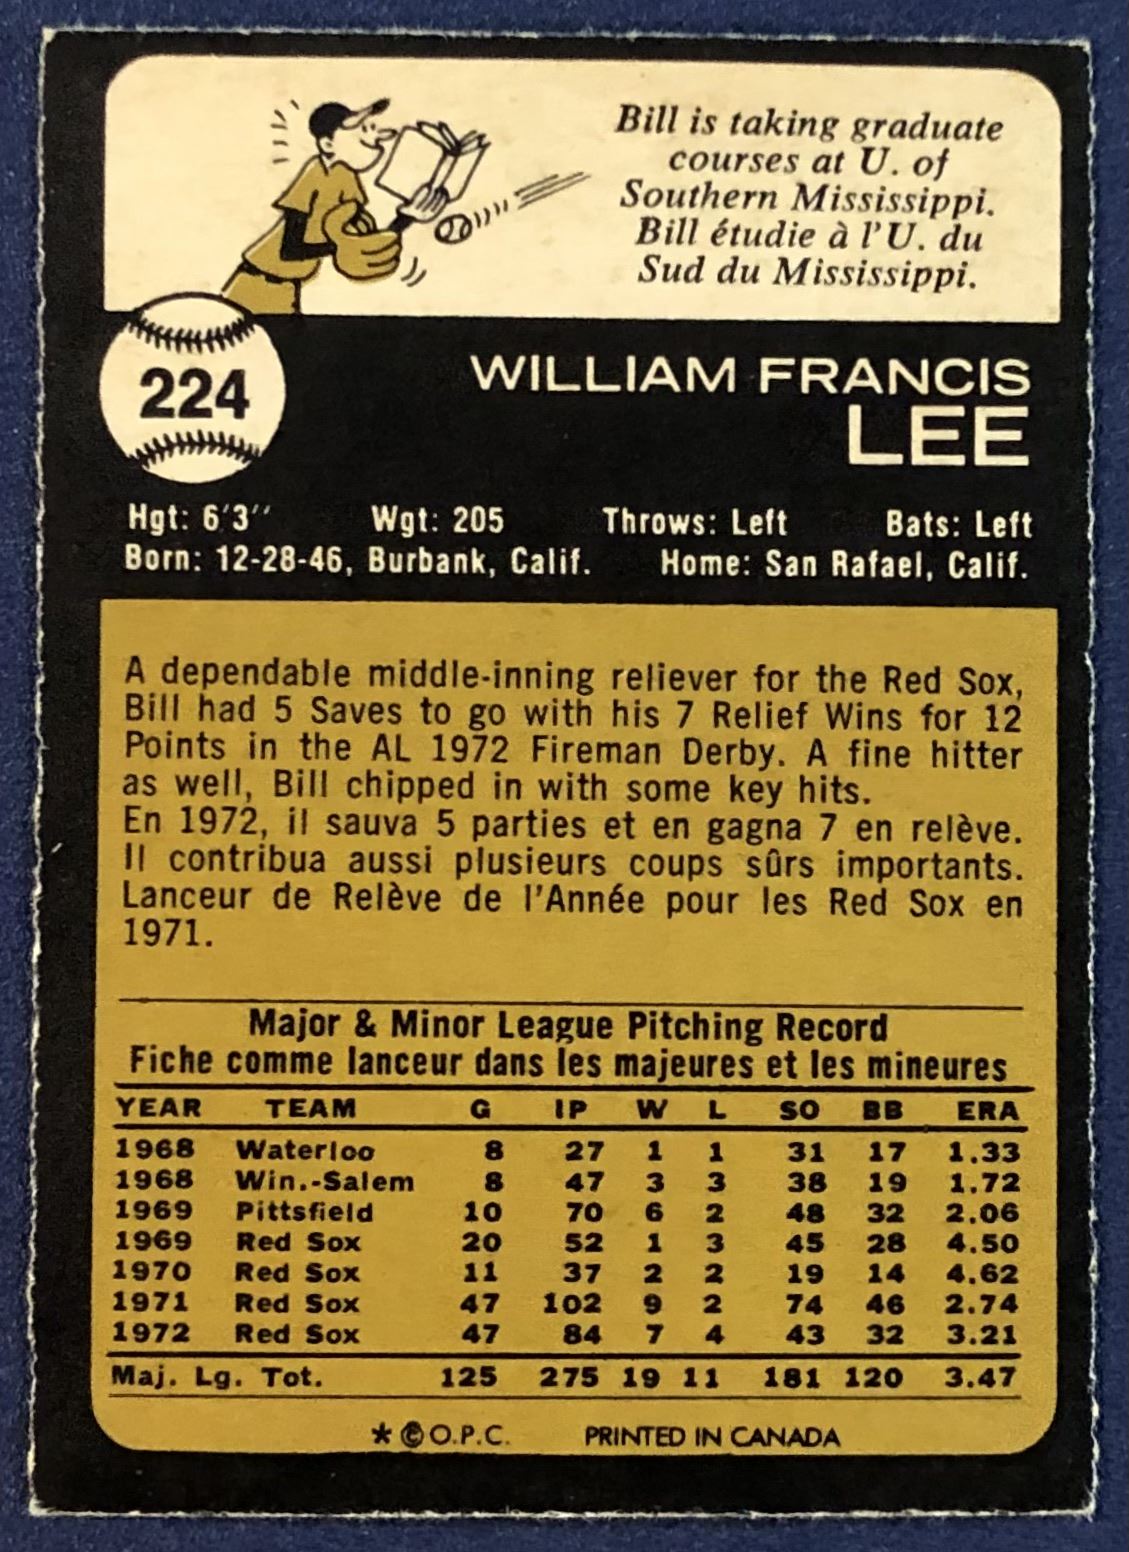 Bill is taking graduate
courses at U. of
Southern Mississippi.
Bill étudie à l'U. du
Sud du Mississippi.
224
WILLIAM FRANCIS
LEE
Hgt: 6'3" Wgt: 205 Throws: Left Bats: Left
Born: 12-28-46, Burbank, Calif. Home: San Rafael, Calif.
A dependable middle-inning reliever for the Red Sox,
Bill had 5 Saves to go with his 7 Relief Wins for 12
Points in the AL 1972 Fireman Derby. A fine hitter
as well, Bill chipped in with some key hits.
En 1972, il sauva 5 parties et en gagna 7 en relève.
Il contribua aussi plusieurs coups sûrs importants.
Lanceur de Relève de l'Année pour les Red Sox en
1971.
Major & Minor League Pitching Record
Fiche comme lanceur dans les majeures et les mineures
YEAR TEAM G IP W L SO BB ERA
1968 Waterloo 8 27 1 1 31 17 1.33
1968 Win.-Salem 8 47 3 3 38 19 1.72
1969 Pittsfield 10 70 6 2 48 32 2.06
1969 Red Sox 20 52 1 3 45 28 4.50
1970 Red Sox 11 37 2 2 19 14 4.62
1971 Red Sox 47 102 9 2 74 46 2.74
1972 Red Sox 47 84 7 4 43 32 3.21
Maj. Lg. Tot. 125 275 19 11 181 120 3.47
* © O.P.C. PRINTED IN CANADA